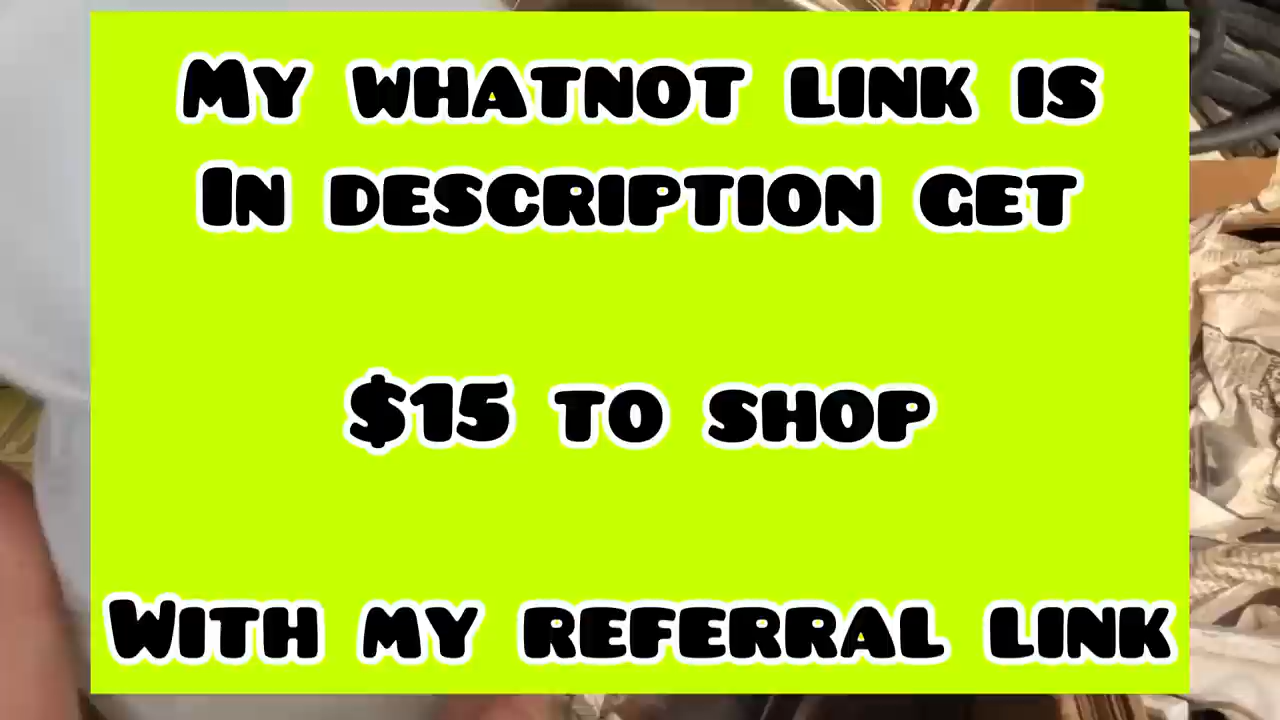 My whatnot link is
In description get
$15 to shop
With my referral link